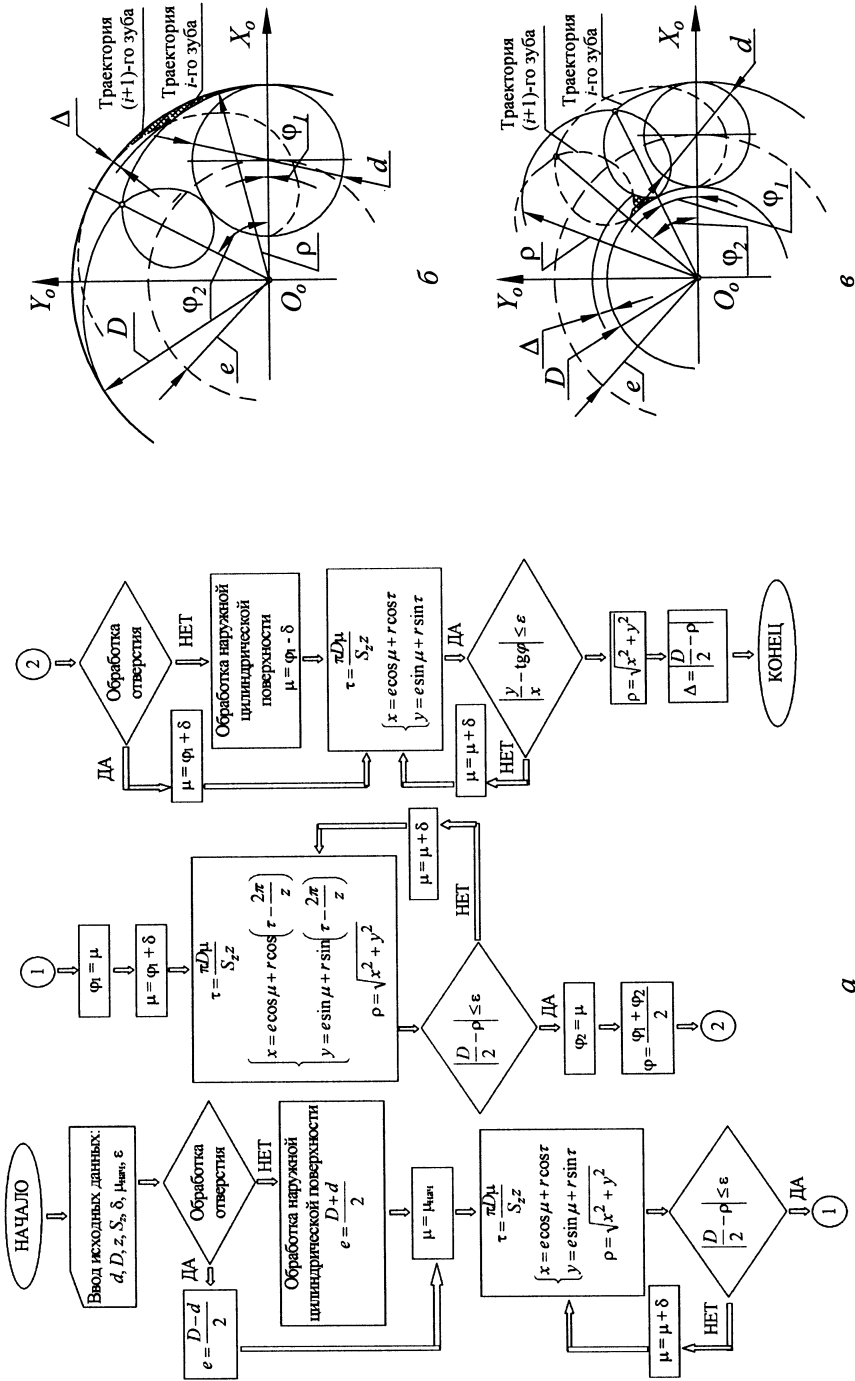 НАЧАЛО
Ввод исходных данных:
d, D, z, S_z, δ, μ_нач, ε
Обработка
отверстия
ДА
НЕТ
e = (D − d)/2
Обработка наружной
цилиндрической поверхности
e = (D + d)/2
μ = μ_нач
τ = πDμ/(S_z z)
{ x = e cos μ + r cos τ
{ y = e sin μ + r sin τ
ρ = √(x² + y²)
|D/2 − ρ| ≤ ε
НЕТ
μ = μ + δ
ДА
1
1
φ₁ = μ
μ = φ₁ + δ
τ = πDμ/(S_z z)
{ x = e cos μ + r cos(τ − 2π/z)
{ y = e sin μ + r sin(τ − 2π/z)
ρ = √(x² + y²)
|D/2 − ρ| ≤ ε
НЕТ
μ = μ + δ
ДА
φ₂ = μ
φ = (φ₁ + φ₂)/2
2
2
Обработка
отверстия
ДА
НЕТ
μ = φ₁ + δ
Обработка наружной
цилиндрической
поверхности
μ = φ₁ - δ
τ = πDμ/(S_z z)
{ x = e cos μ + r cos τ
{ y = e sin μ + r sin τ
ДА
|y/x − tgφ| ≤ ε
НЕТ
μ = μ + δ
ρ = √(x² + y²)
Δ = |D/2 − ρ|
КОНЕЦ
а
Y₀
D
e
φ₂
O₀
ρ
Δ
Траектория
(i+1)-го зуба
Траектория
i-го зуба
X₀
φ₁
d
б
Y₀
Δ
D
e
ρ
O₀
φ₂
φ₁
Траектория
(i+1)-го зуба
Траектория
i-го зуба
X₀
d
в